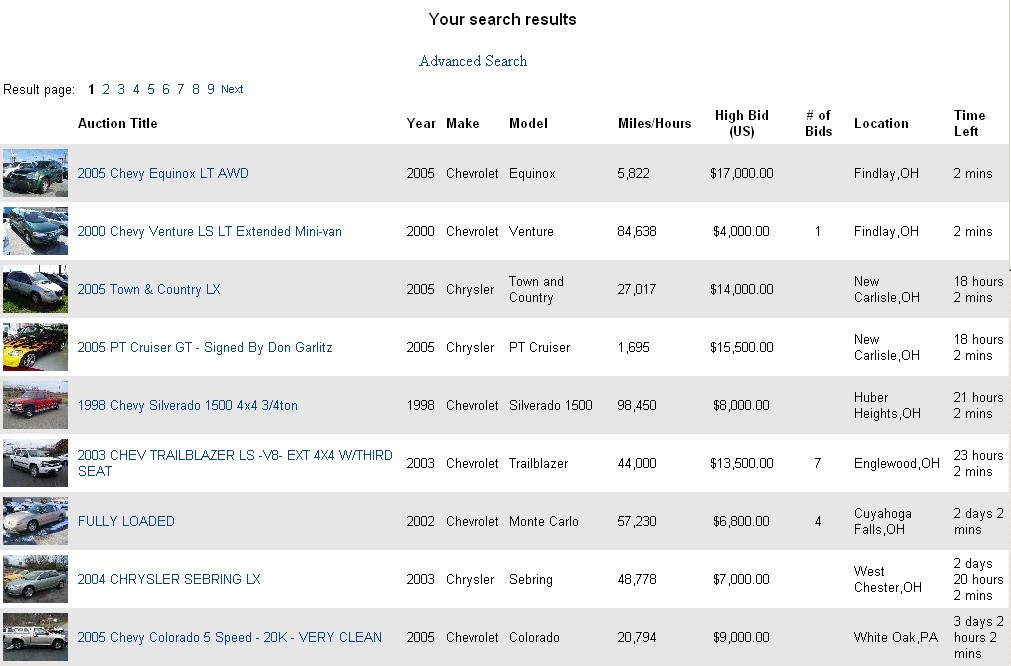 Your search results
Advanced Search
Result page: 1 2 3 4 5 6 7 8 9 Next
Auction Title Year Make Model Miles/Hours High Bid (US) # of Bids Location Time Left
2005 Chevy Equinox LT AWD 2005 Chevrolet Equinox 5,822 $17,000.00 Findlay,OH 2 mins
2000 Chevy Venture LS LT Extended Mini-van 2000 Chevrolet Venture 84,638 $4,000.00 1 Findlay,OH 2 mins
2005 Town & Country LX 2005 Chrysler Town and Country 27,017 $14,000.00 New Carlisle,OH 18 hours 2 mins
2005 PT Cruiser GT - Signed By Don Garlitz 2005 Chrysler PT Cruiser 1,695 $15,500.00 New Carlisle,OH 18 hours 2 mins
1998 Chevy Silverado 1500 4x4 3/4ton 1998 Chevrolet Silverado 1500 98,450 $8,000.00 Huber Heights,OH 21 hours 2 mins
2003 CHEV TRAILBLAZER LS -V8- EXT 4X4 W/THIRD SEAT 2003 Chevrolet Trailblazer 44,000 $13,500.00 7 Englewood,OH 23 hours 2 mins
FULLY LOADED 2002 Chevrolet Monte Carlo 57,230 $6,800.00 4 Cuyahoga Falls,OH 2 days 2 mins
2004 CHRYSLER SEBRING LX 2003 Chrysler Sebring 48,778 $7,000.00 West Chester,OH 2 days 20 hours 2 mins
2005 Chevy Colorado 5 Speed - 20K - VERY CLEAN 2005 Chevrolet Colorado 20,794 $9,000.00 White Oak,PA 3 days 2 hours 2 mins